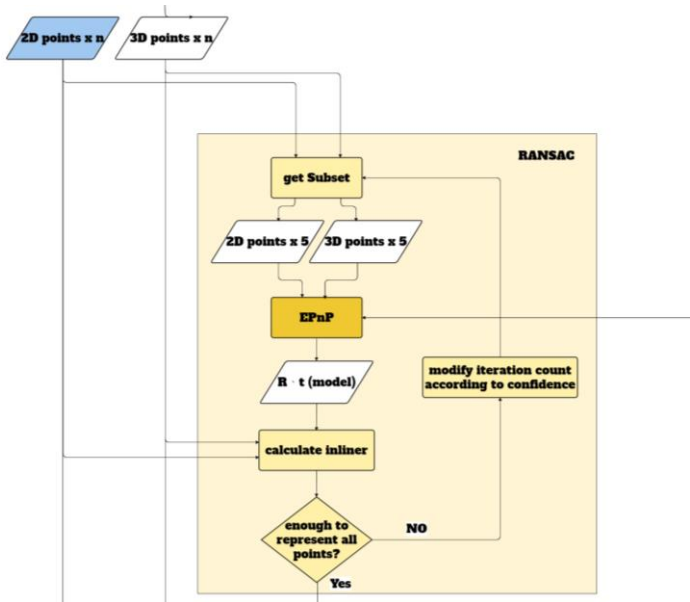 2D points x n
3D points x n
RANSAC
get Subset
2D points x 5
3D points x 5
EPnP
R · t (model)
modify iteration count
according to confidence
calculate inliner
enough to
represent all
points?
NO
Yes